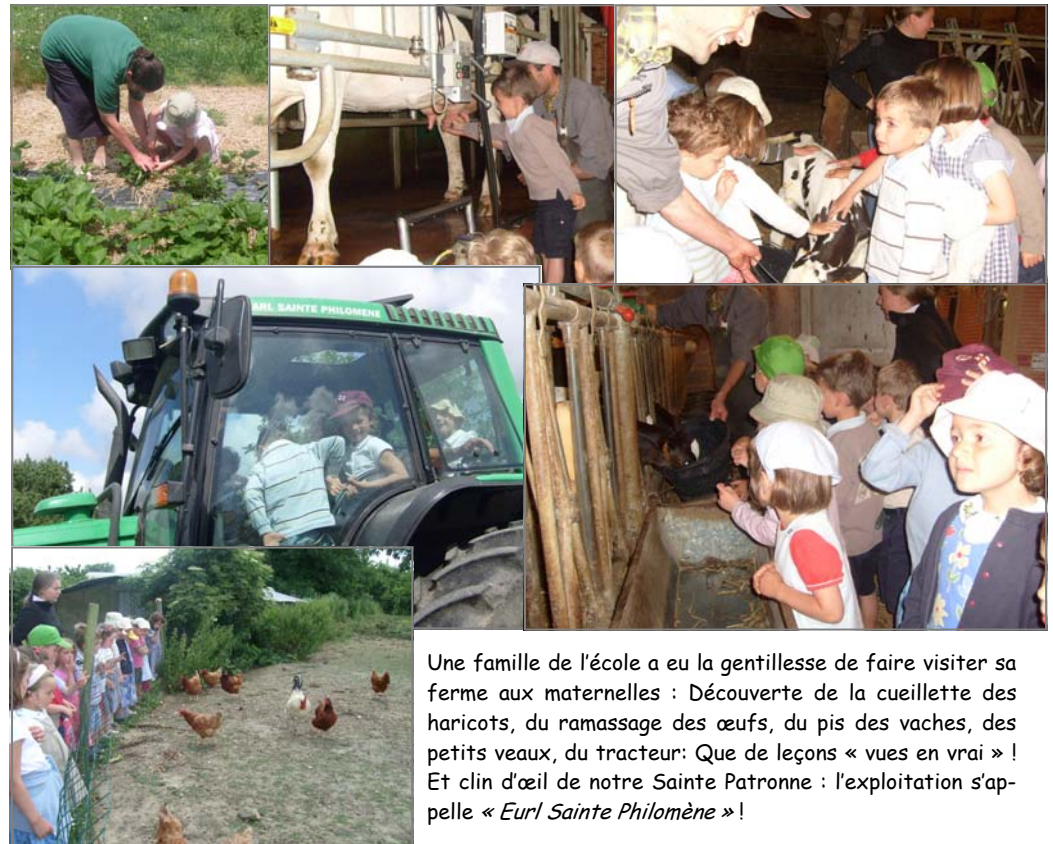 EARL SAINTE PHILOMENE
Une famille de l'école a eu la gentillesse de faire visiter sa
ferme aux maternelles : Découverte de la cueillette des
haricots, du ramassage des œufs, du pis des vaches, des
petits veaux, du tracteur: Que de leçons « vues en vrai » !
Et clin d'œil de notre Sainte Patronne : l'exploitation s'ap-
pelle « Eurl Sainte Philomène » !